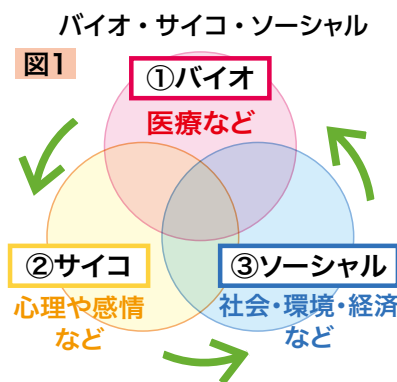 バイオ・サイコ・ソーシャル
図1
①バイオ
医療など
②サイコ
心理や感情
など
③ソーシャル
社会・環境・経済
など